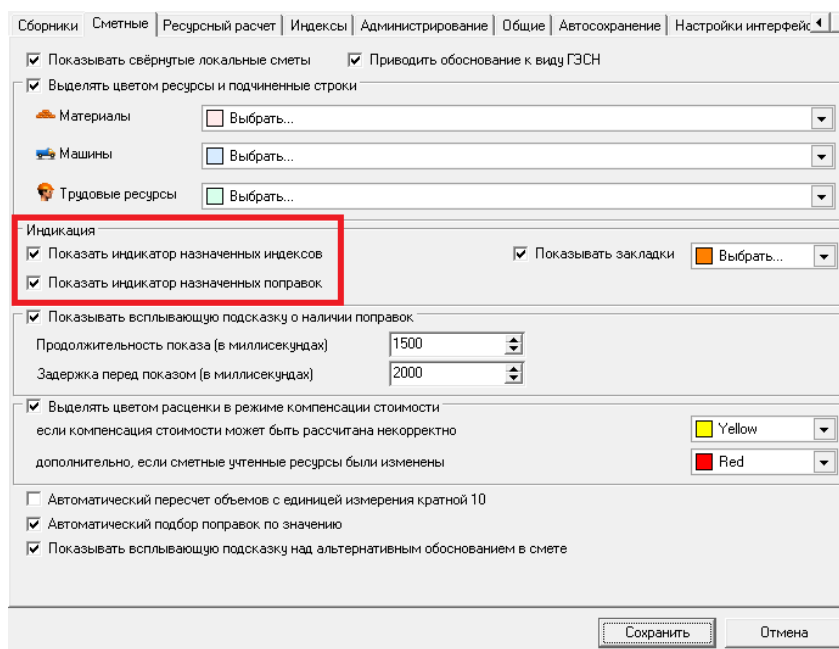 Сборники Сметные Ресурсный расчет Индексы Администрирование Общие Автосохранение Настройки интерфейс
Показывать свёрнутые локальные сметы Приводить обоснование к виду ГЭСН
Выделять цветом ресурсы и подчиненные строки
Материалы Выбрать...
Машины Выбрать...
Трудовые ресурсы Выбрать...
Индикация
Показать индикатор назначенных индексов Показывать закладки Выбрать...
Показать индикатор назначенных поправок
Показывать всплывающую подсказку о наличии поправок
Продолжительность показа (в миллисекундах) 1500
Задержка перед показом (в миллисекундах) 2000
Выделять цветом расценки в режиме компенсации стоимости
если компенсация стоимости может быть рассчитана некорректно Yellow
дополнительно, если сметные учтенные ресурсы были изменены Red
Автоматический пересчет объемов с единицей измерения кратной 10
Автоматический подбор поправок по значению
Показывать всплывающую подсказку над альтернативным обоснованием в смете
Сохранить Отмена